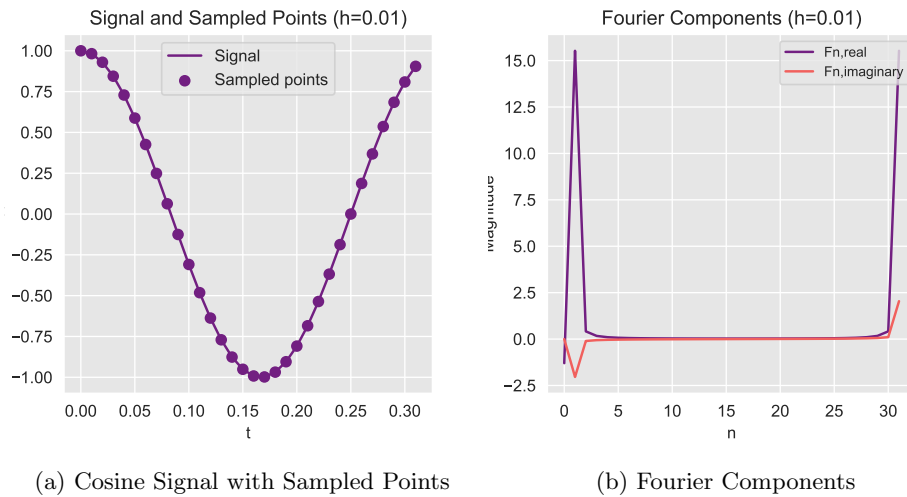 Signal and Sampled Points (h=0.01)
1.00
0.75
0.50
0.25
0.00
−0.25
−0.50
−0.75
−1.00
Signal
Sampled points
0.00 0.05 0.10 0.15 0.20 0.25 0.30
t
Fourier Components (h=0.01)
Magnitude
15.0
12.5
10.0
7.5
5.0
2.5
0.0
−2.5
Fn,real
Fn,imaginary
0 5 10 15 20 25 30
n
(a) Cosine Signal with Sampled Points
(b) Fourier Components